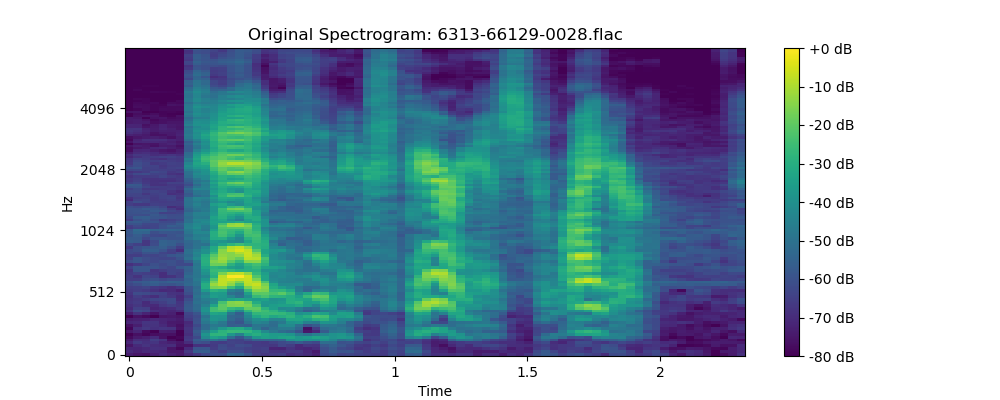 Original Spectrogram: 6313-66129-0028.flac
Hz
4096
2048
1024
512
0
0 0.5 1 1.5 2
Time
+0 dB
-10 dB
-20 dB
-30 dB
-40 dB
-50 dB
-60 dB
-70 dB
-80 dB